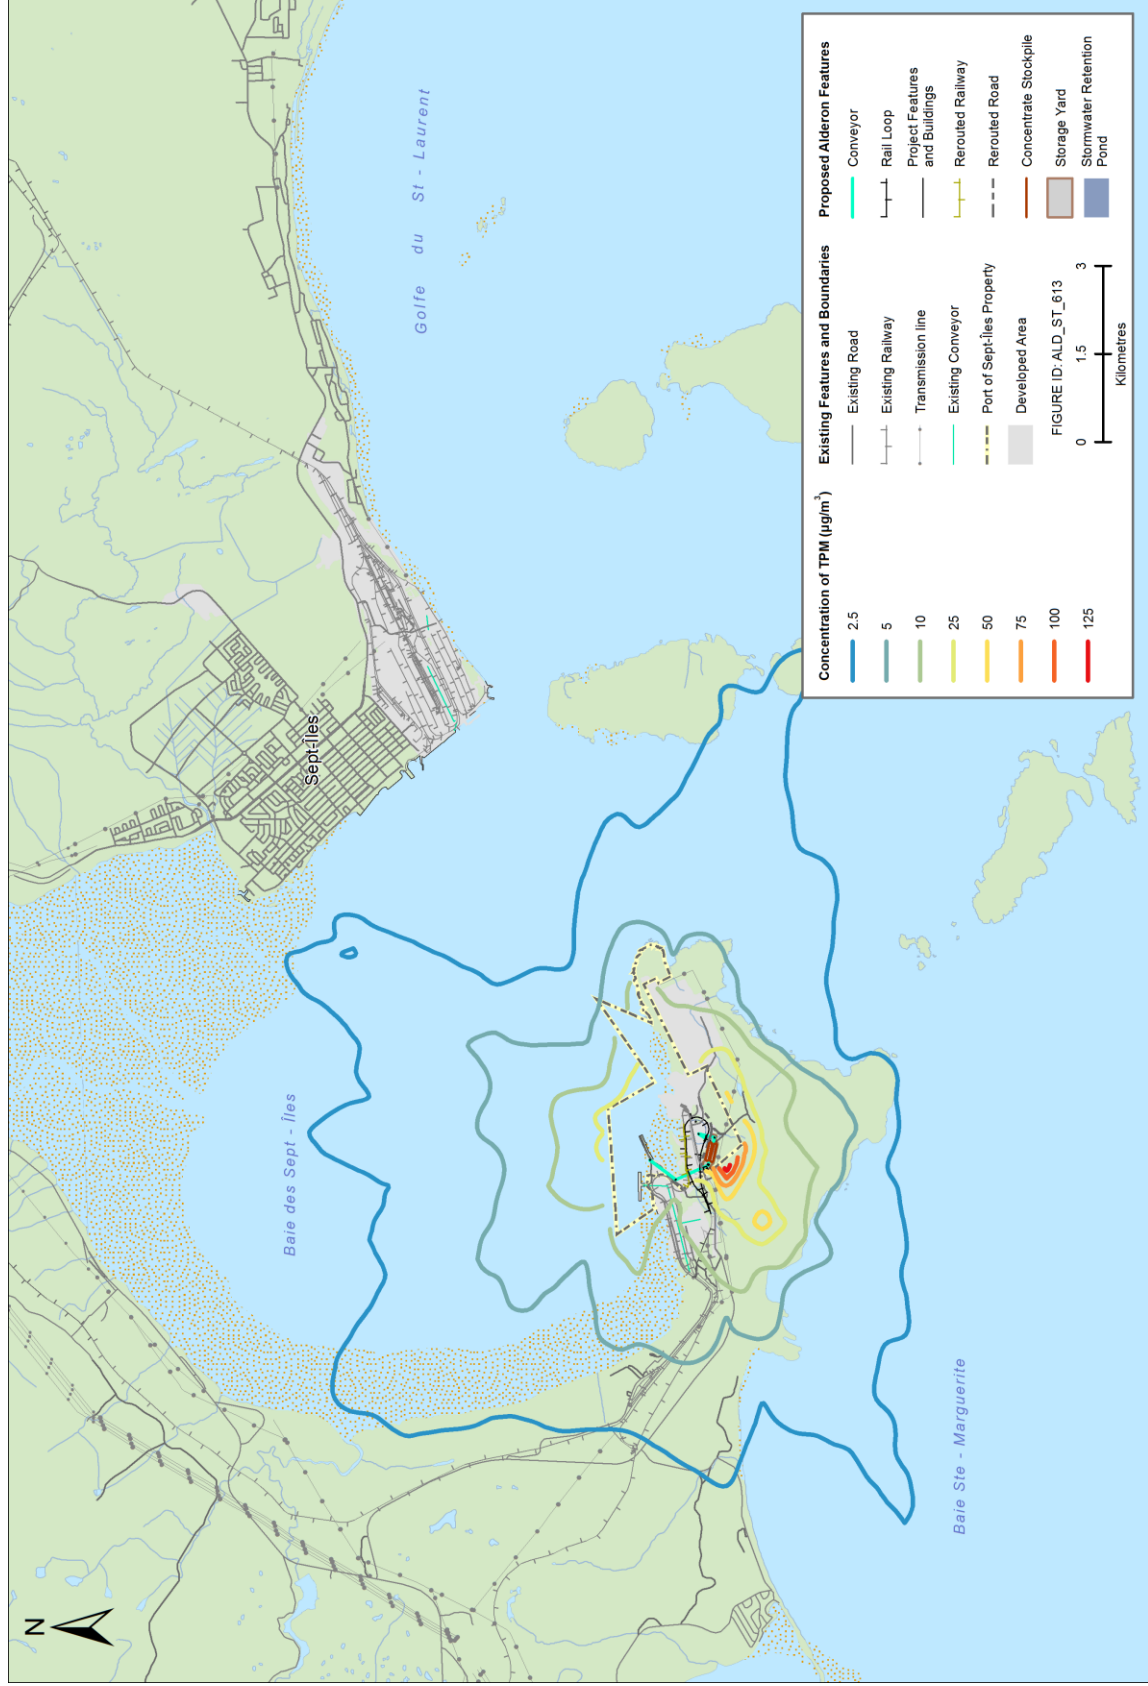 N
Golfe du St - Laurent
Sept-Îles
Baie des Sept - Îles
Baie Ste - Marguerite
Concentration of TPM (µg/m³)
2.5
5
10
25
50
75
100
125
Existing Features and Boundaries
Existing Road
Existing Railway
Transmission line
Existing Conveyor
Port of Sept-Îles Property
Developed Area
Proposed Alderon Features
Conveyor
Rail Loop
Project Features
and Buildings
Rerouted Railway
Rerouted Road
Concentrate Stockpile
Storage Yard
Stormwater Retention
Pond
FIGURE ID: ALD_ST_613
0 1.5 3
Kilometres